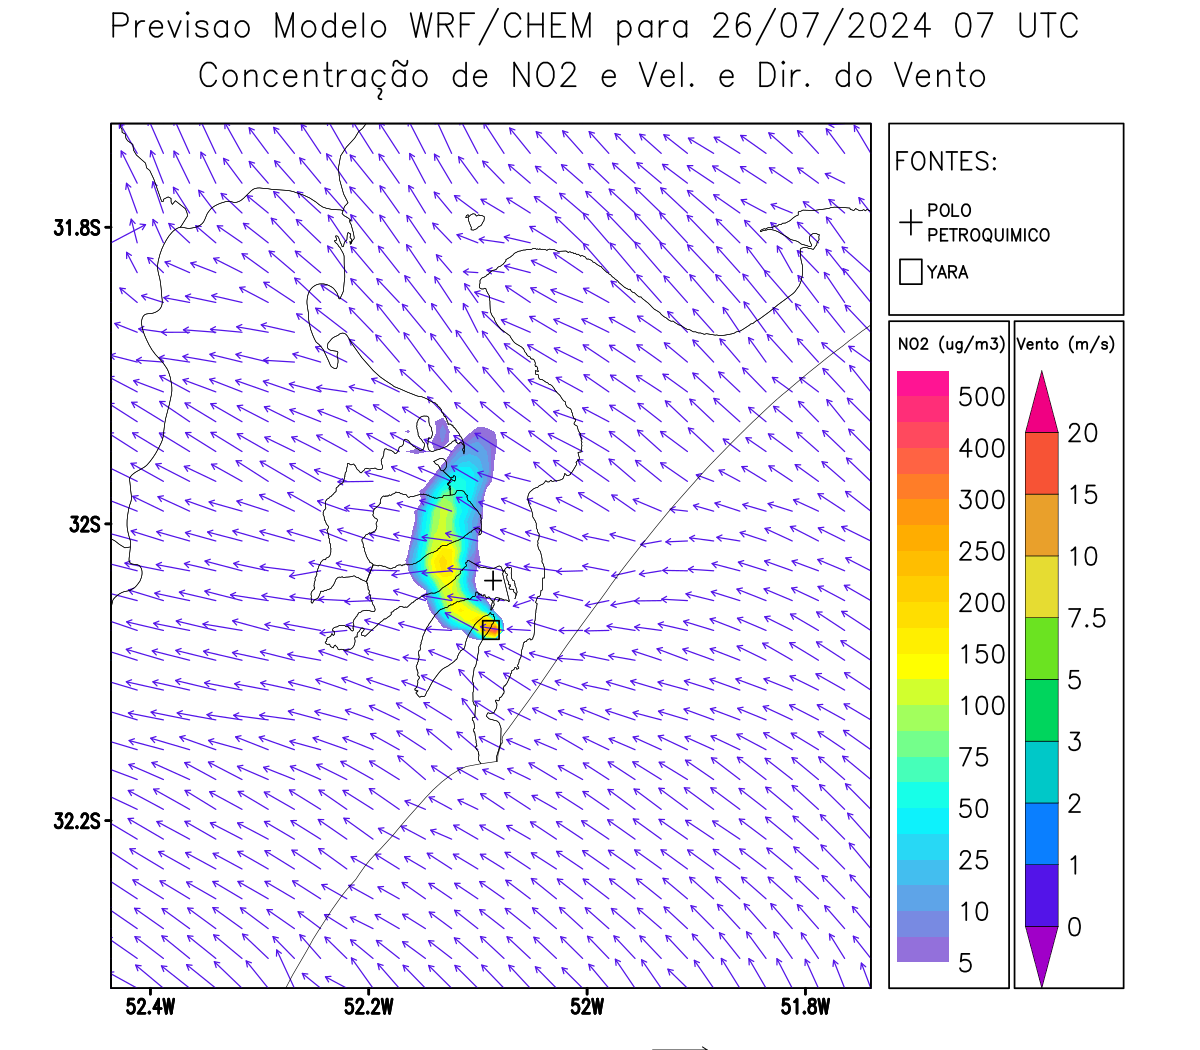 Previsao Modelo WRF/CHEM para 26/07/2024 07 UTC
Concentração de NO2 e Vel. e Dir. do Vento
FONTES:
POLO
PETROQUIMICO
YARA
NO2 (ug/m3)
500
400
300
250
200
150
100
75
50
25
10
5
Vento (m/s)
20
15
10
7.5
5
3
2
1
0
31.8S
32S
32.2S
52.4W
52.2W
52W
51.8W